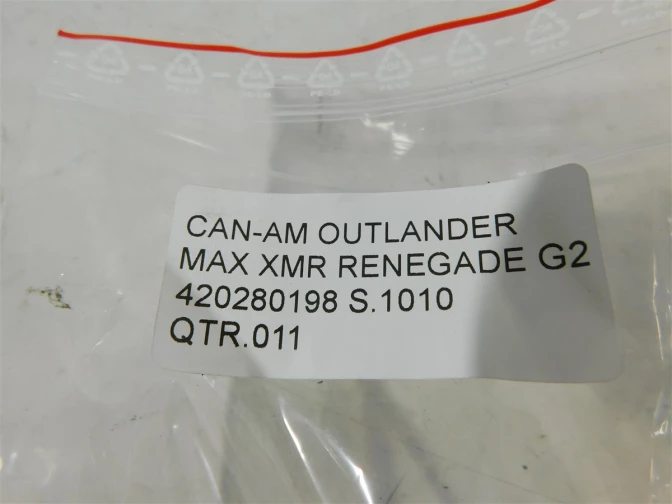 CAN-AM OUTLANDER
MAX XMR RENEGADE G2
420280198 S.1010
QTR.011